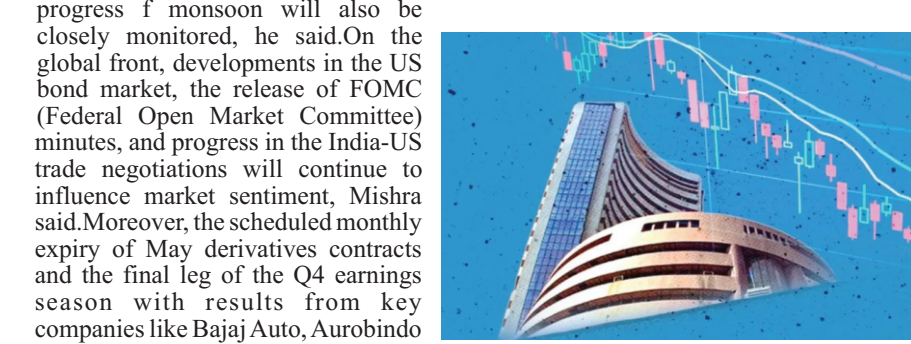 progress f monsoon will also be
closely monitored, he said.On the
global front, developments in the US
bond market, the release of FOMC
(Federal Open Market Committee)
minutes, and progress in the India-US
trade negotiations will continue to
influence market sentiment, Mishra
said.Moreover, the scheduled monthly
expiry of May derivatives contracts
and the final leg of the Q4 earnings
season with results from key
companies like Bajaj Auto, Aurobindo